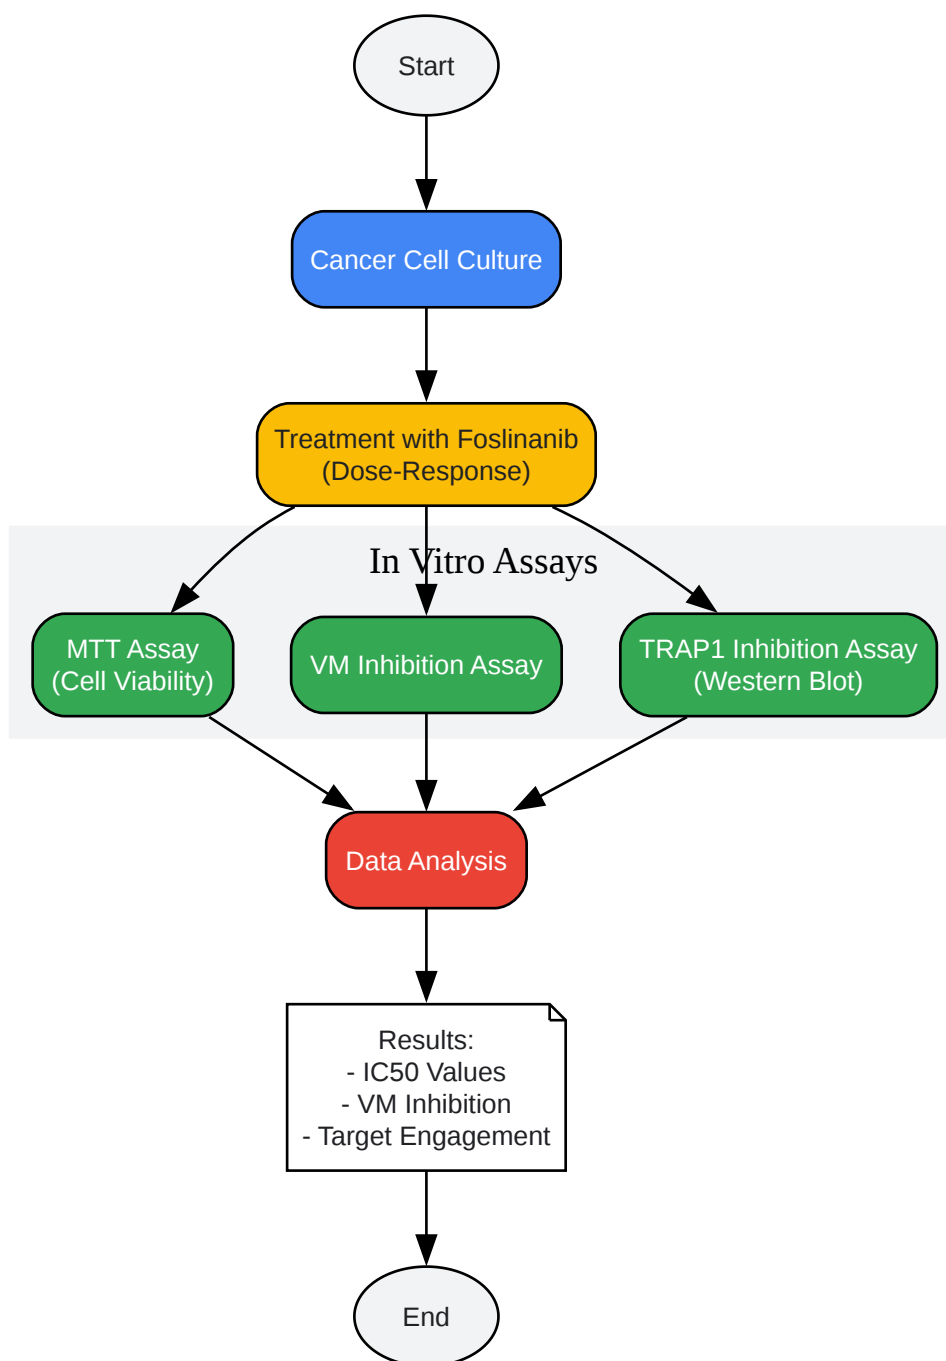 Start
Cancer Cell Culture
Treatment with Foslinanib
(Dose-Response)
In Vitro Assays
MTT Assay
(Cell Viability)
VM Inhibition Assay
TRAP1 Inhibition Assay
(Western Blot)
Data Analysis
Results:
- IC50 Values
- VM Inhibition
- Target Engagement
End